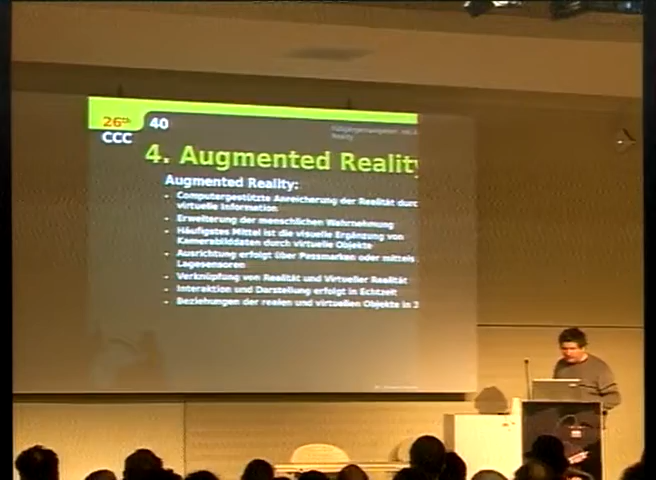 26th
CCC
40
4. Augmented Reality
Augmented Reality:
• Computergestützte Anreicherung der Realität durc
virtuelle Information
• Erweiterung der menschlichen Wahrnehmung
• Häufigstes Mittel ist die visuelle Ergänzung von
Kamerabilddaten durch virtuelle Objekte
• Ausrichtung erfolgt über Passmarken oder mittels
Lagesensoren
• Verknüpfung von Realität und Virtueller Realität
• Interaktion und Darstellung erfolgt in Echtzeit
• Beziehungen der realen und virtuellen Objekte in